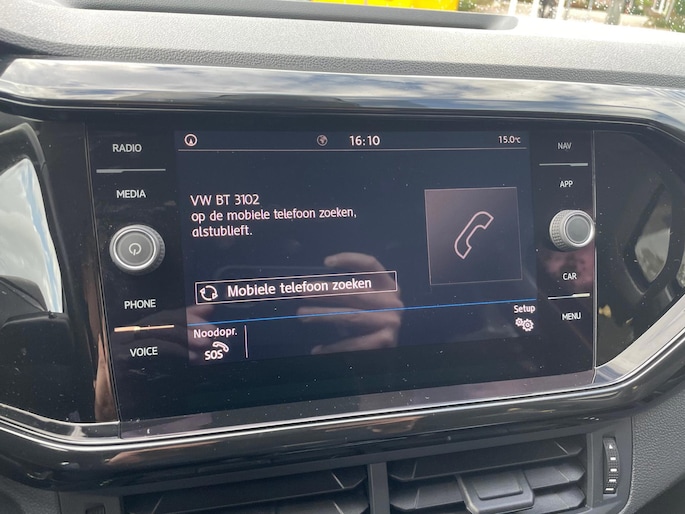 16:10
15.0°C
RADIO
MEDIA
PHONE
VOICE
VW BT 3102
op de mobiele telefoon zoeken,
alstublieft.
Mobiele telefoon zoeken
Noodopr.
SOS
Setup
NAV
APP
CAR
MENU